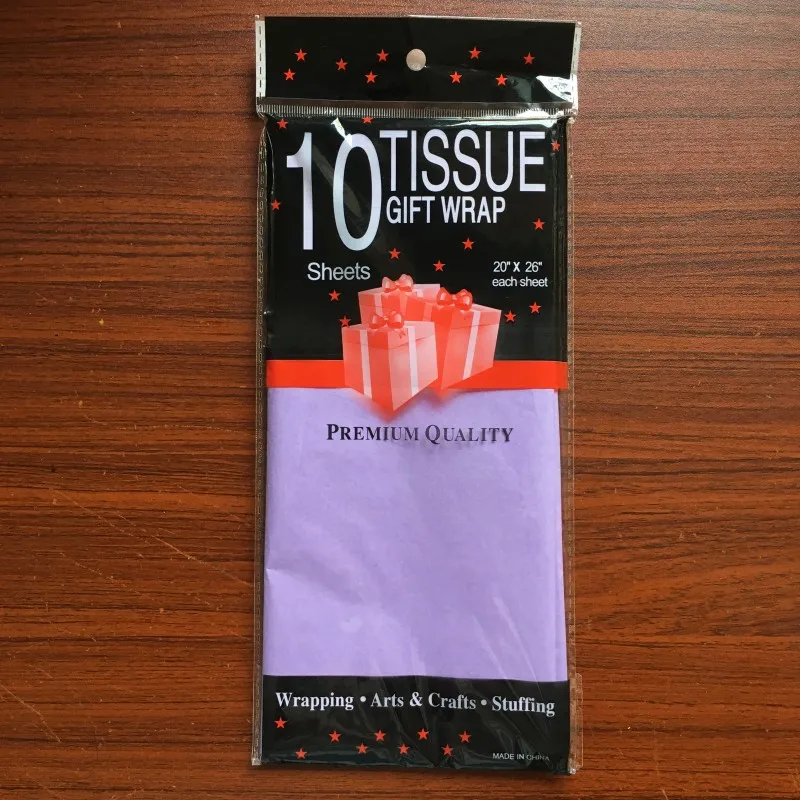 10 TISSUE
GIFT WRAP
Sheets
20" X 26"
each sheet
PREMIUM QUALITY
Wrapping • Arts & Crafts • Stuffing
MADE IN CHINA